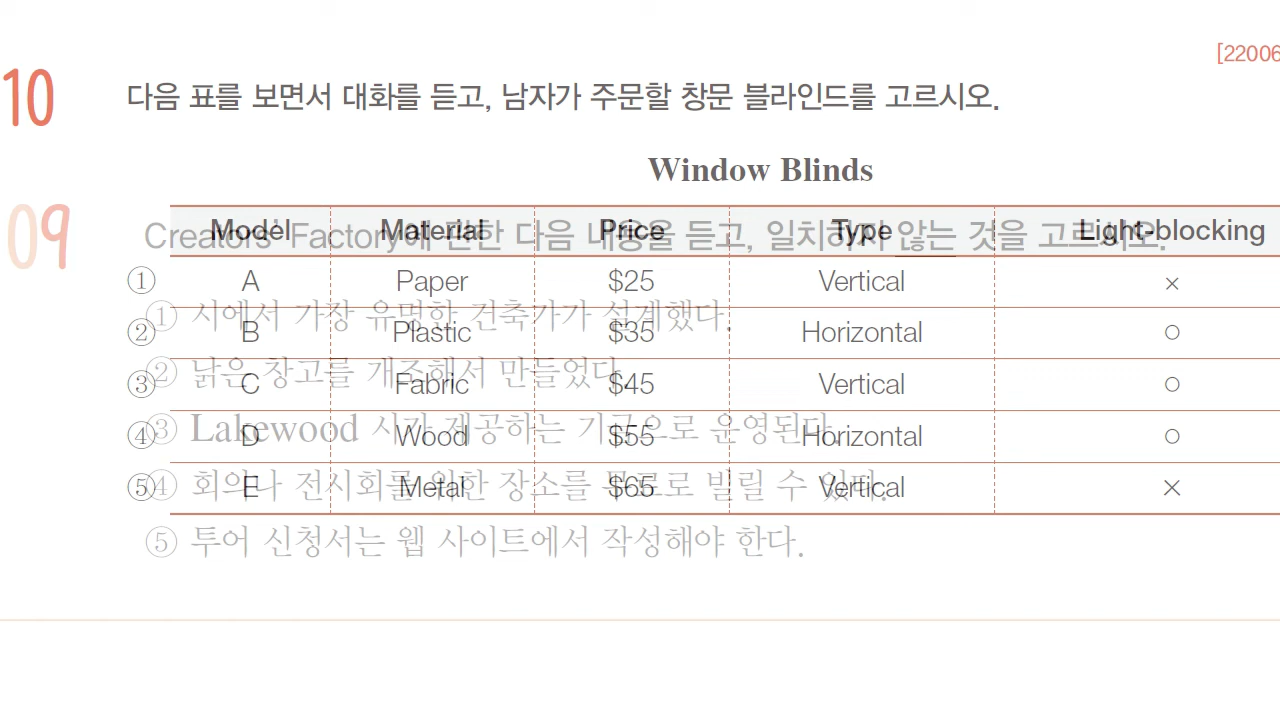 [22006
10 다음 표를 보면서 대화를 듣고, 남자가 주문할 창문 블라인드를 고르시오.
Window Blinds
Model Material Price Type Light-blocking
① A Paper $25 Vertical ×
② B Plastic $35 Horizontal ○
③ C Fabric $45 Vertical ○
④ D Wood $55 Horizontal ○
⑤ E Metal $65 Vertical ×
09 Creators' Factory에 관한 다음 내용을 듣고, 일치하지 않는 것을 고르시오.
① 시에서 가장 유명한 건축가가 설계했다.
② 낡은 창고를 개조해서 만들었다.
③ Lakewood 시가 제공하는 기금으로 운영된다.
④ 회의나 전시회를 위한 장소를 무료로 빌릴 수 있다.
⑤ 투어 신청서는 웹 사이트에서 작성해야 한다.